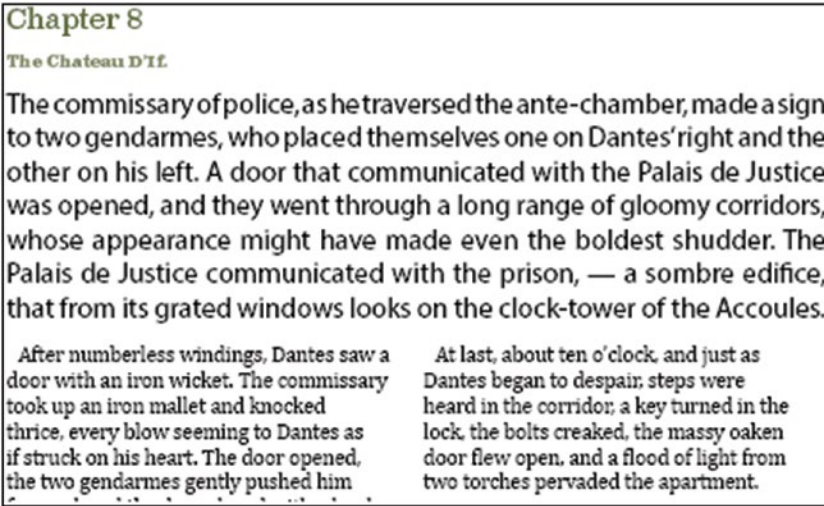 Chapter 8
The Chateau D'If.
The commissary of police, as he traversed the ante-chamber, made a sign
to two gendarmes, who placed themselves one on Dantes' right and the
other on his left. A door that communicated with the Palais de Justice
was opened, and they went through a long range of gloomy corridors,
whose appearance might have made even the boldest shudder. The
Palais de Justice communicated with the prison, — a sombre edifice,
that from its grated windows looks on the clock-tower of the Accoules.
After numberless windings, Dantes saw a
door with an iron wicket. The commissary
took up an iron mallet and knocked
thrice, every blow seeming to Dantes as
if struck on his heart. The door opened,
the two gendarmes gently pushed him
At last, about ten o'clock, and just as
Dantes began to despair, steps were
heard in the corridor, a key turned in the
lock, the bolts creaked, the massy oaken
door flew open, and a flood of light from
two torches pervaded the apartment.